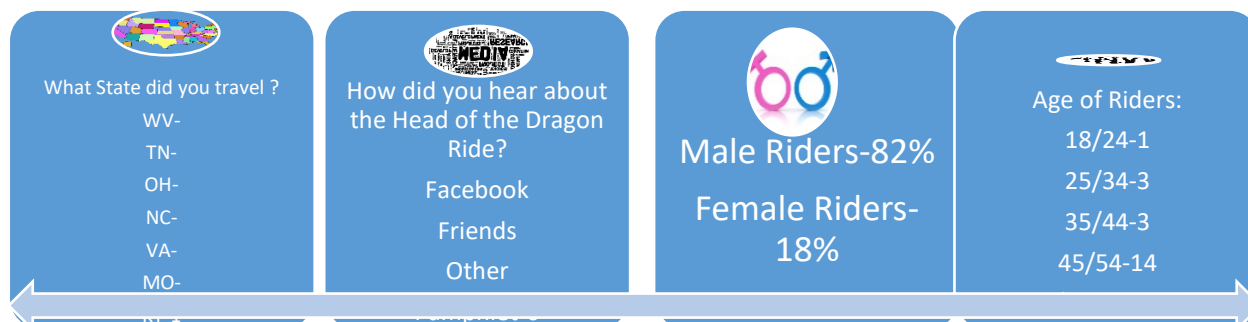 What State did you travel ?
WV-
TN-
OH-
NC-
VA-
MO-
MEDIA
How did you hear about
the Head of the Dragon
Ride?
Facebook
Friends
Other
Male Riders-82%
Female Riders-
18%
Age of Riders:
18/24-1
25/34-3
35/44-3
45/54-14